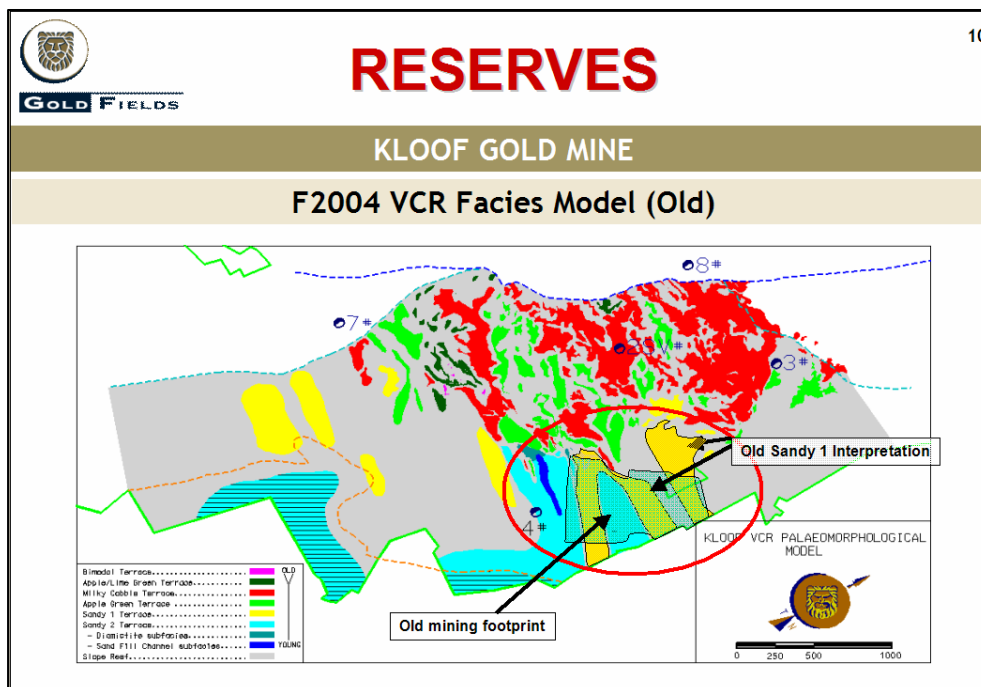 10
GOLD FIELDS
RESERVES
KLOOF GOLD MINE
F2004 VCR Facies Model (Old)
8#
7#
2SV#
3#
Old Sandy 1 Interpretation
4#
KLOOF VCR PALAEOMORPHOLOGICAL
MODEL
Bimodal Terrace
Apple/Lime Green Terrace
Milky Cobble Terrace
Apple Green Terrace
Sandy 1 Terrace
Sandy 2 Terrace
- Diamictite subfacies
- Sand Fill Channel subfacies
Slope Reef
OLD
YOUNG
Old mining footprint
0 250 500 1000